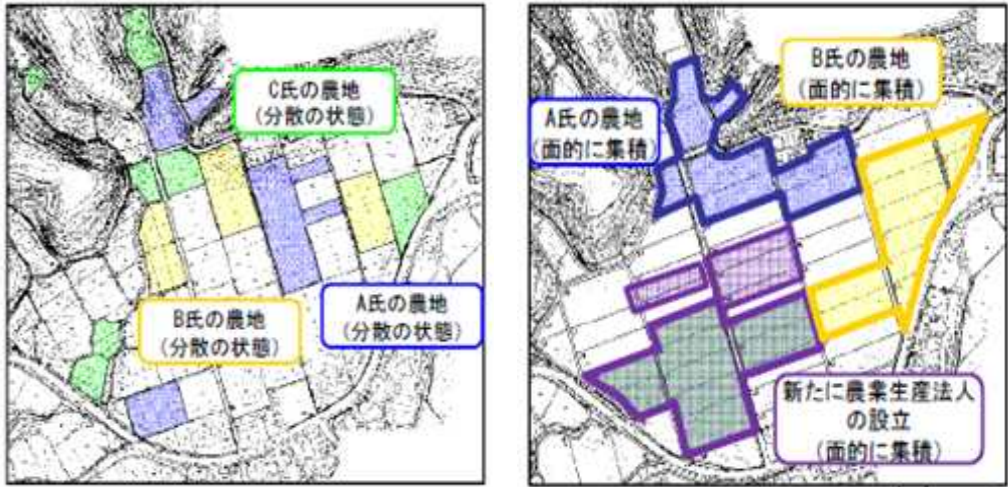 C氏の農地
(分散の状態)
B氏の農地
(分散の状態)
A氏の農地
(分散の状態)
B氏の農地
(面的に集積)
A氏の農地
(面的に集積)
新たに農業生産法人
の設立
(面的に集積)